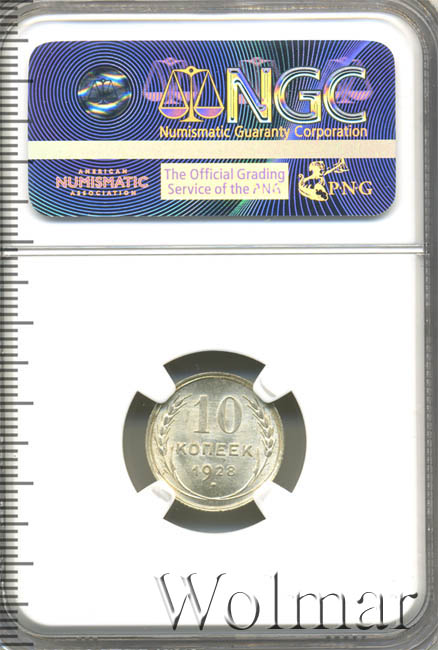 NGC
Numismatic Guaranty Corporation
AMERICAN
NUMISMATIC
ASSOCIATION
The Official Grading
Service of the PNG
P·N·G
10
КОПЕЕК
1928
Wolmar